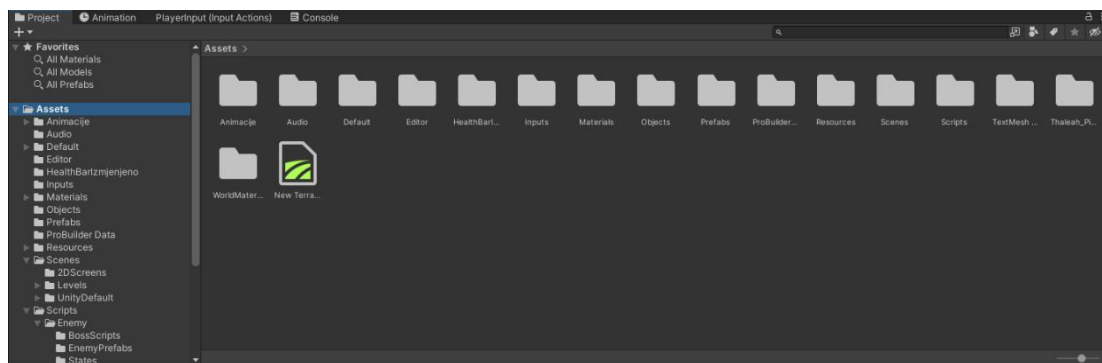 Project Animation PlayerInput (Input Actions) Console
Favorites
All Materials
All Models
All Prefabs
Assets
Animacije
Audio
Default
Editor
HealthBarIzmjenjeno
Inputs
Materials
Objects
Prefabs
ProBuilder Data
Resources
Scenes
2DScreens
Levels
UnityDefault
Scripts
Enemy
BossScripts
EnemyPrefabs
States
Assets >
Animacije Audio Default Editor HealthBarI... Inputs Materials Objects Prefabs ProBuilder... Resources Scenes Scripts TextMesh ... Thaleah_Pi...
WorldMater... New Terra...